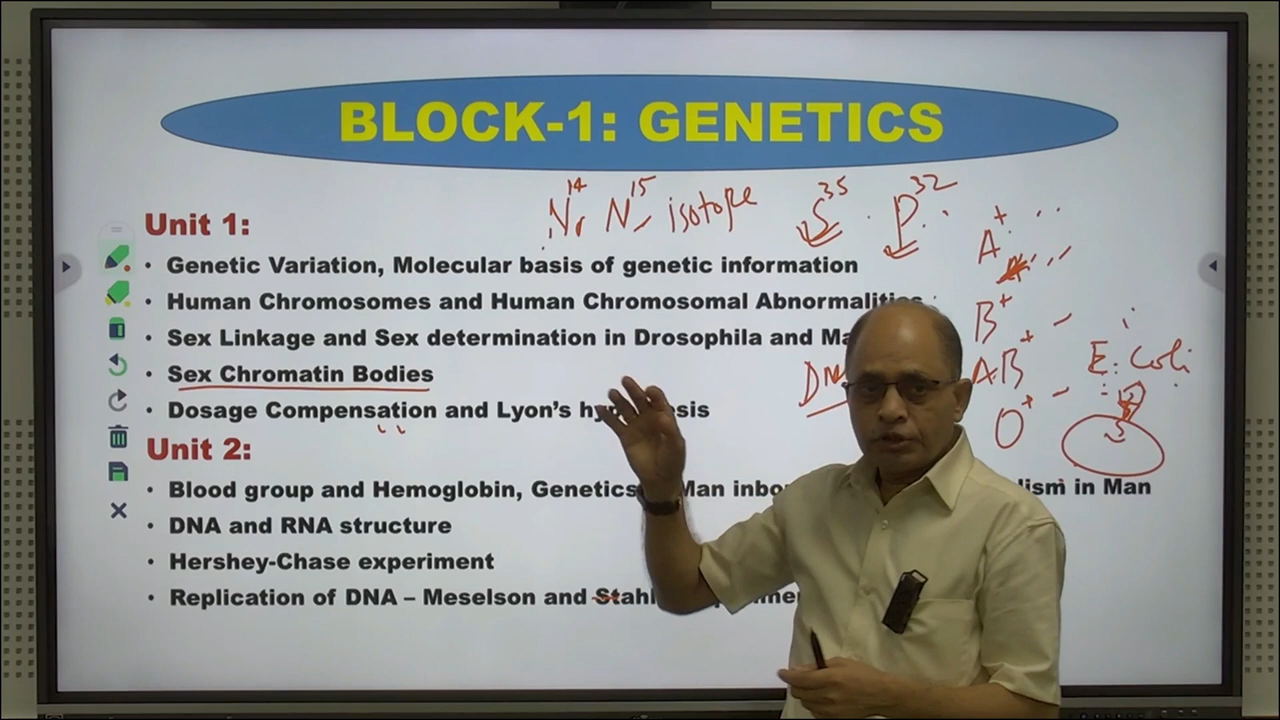 BLOCK-1: GENETICS
N¹⁴ N¹⁵ isotope S³⁵ P³²
Unit 1:
A⁺
• Genetic Variation, Molecular basis of genetic information
• Human Chromosomes and Human Chromosomal Abnormalities
B⁺
• Sex Linkage and Sex determination in Drosophila and
E. Coli
• Sex Chromatin Bodies
AB⁺
• Dosage Compensation and Lyon's
O⁺
Unit 2:
• Blood group and Hemoglobin, Genetics Man in Man
• DNA and RNA structure
• Hershey-Chase experiment
• Replication of DNA – Meselson and Stahl